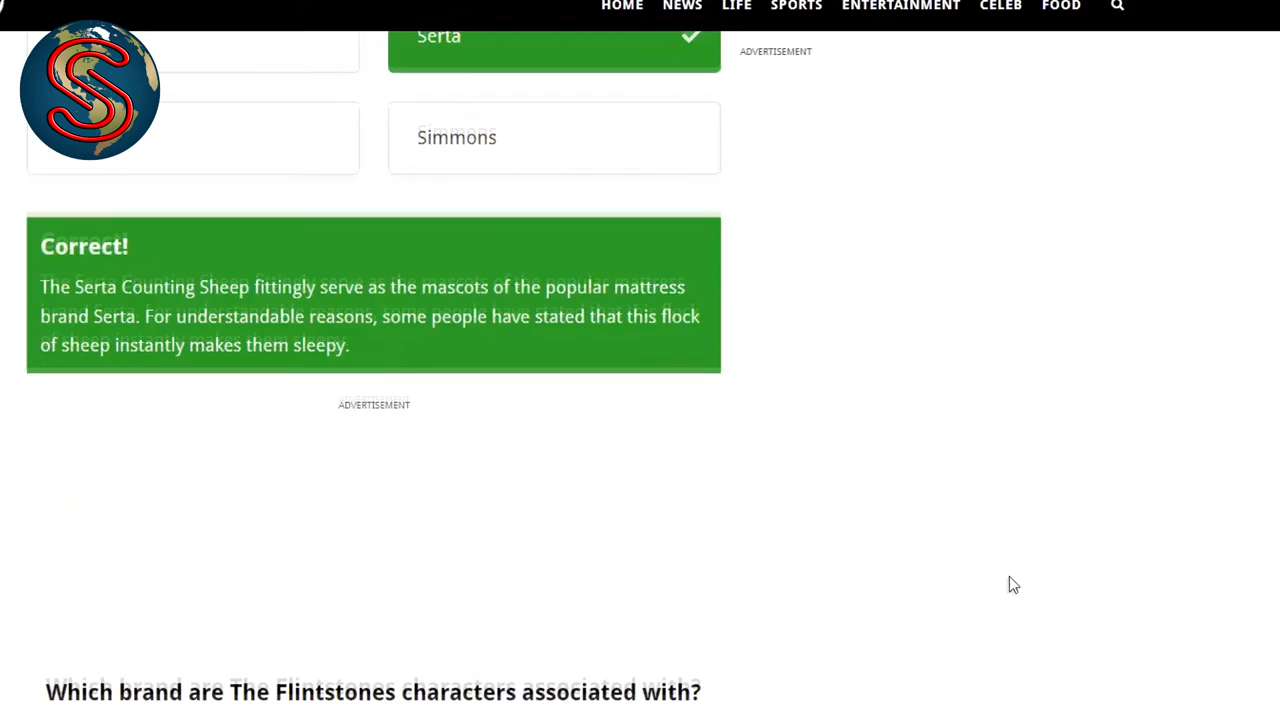 HOME NEWS LIFE SPORTS ENTERTAINMENT CELEB FOOD
Serta
ADVERTISEMENT
S
Simmons
Correct!
The Serta Counting Sheep fittingly serve as the mascots of the popular mattress
brand Serta. For understandable reasons, some people have stated that this flock
of sheep instantly makes them sleepy.
ADVERTISEMENT
Which brand are The Flintstones characters associated with?